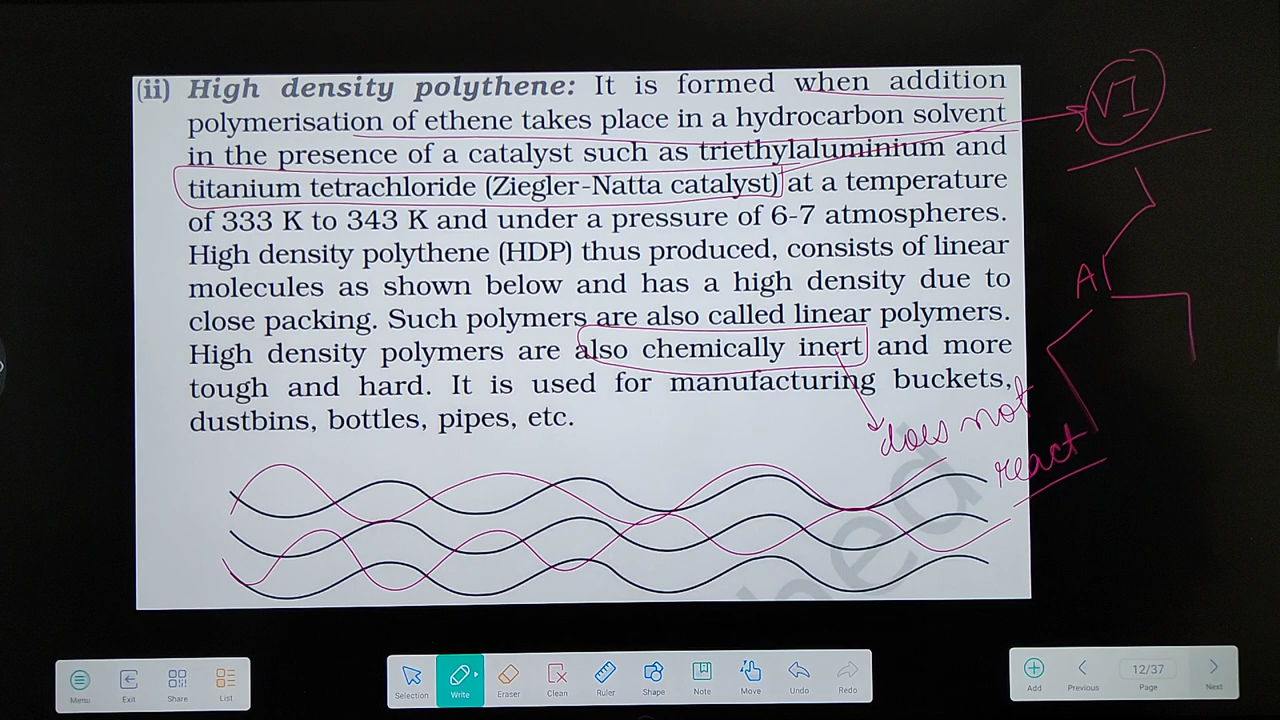 (ii) High density polythene: It is formed when addition
polymerisation of ethene takes place in a hydrocarbon solvent
in the presence of a catalyst such as triethylaluminium and
titanium tetrachloride (Ziegler-Natta catalyst) at a temperature
of 333 K to 343 K and under a pressure of 6-7 atmospheres.
High density polythene (HDP) thus produced, consists of linear
molecules as shown below and has a high density due to
close packing. Such polymers are also called linear polymers.
High density polymers are also chemically inert and more
tough and hard. It is used for manufacturing buckets,
dustbins, bottles, pipes, etc.
VI
Al
does not
react
hed
Menu
Exit
Share
List
Selection
Write
Eraser
Clean
Ruler
Shape
Note
Move
Undo
Redo
Add
Previous
12/37
Page
Next